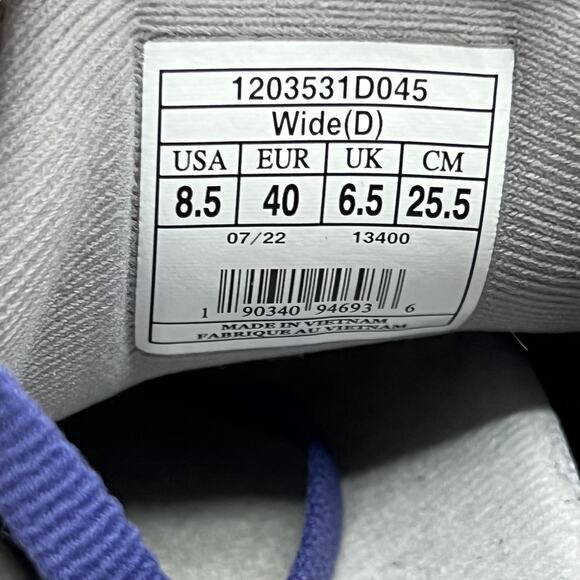 1203531D045
Wide(D)
USA EUR UK CM
8.5 40 6.5 25.5
07/22 13400
1 90340 94693 6
MADE IN VIETNAM
FABRIQUE AU VIETNAM